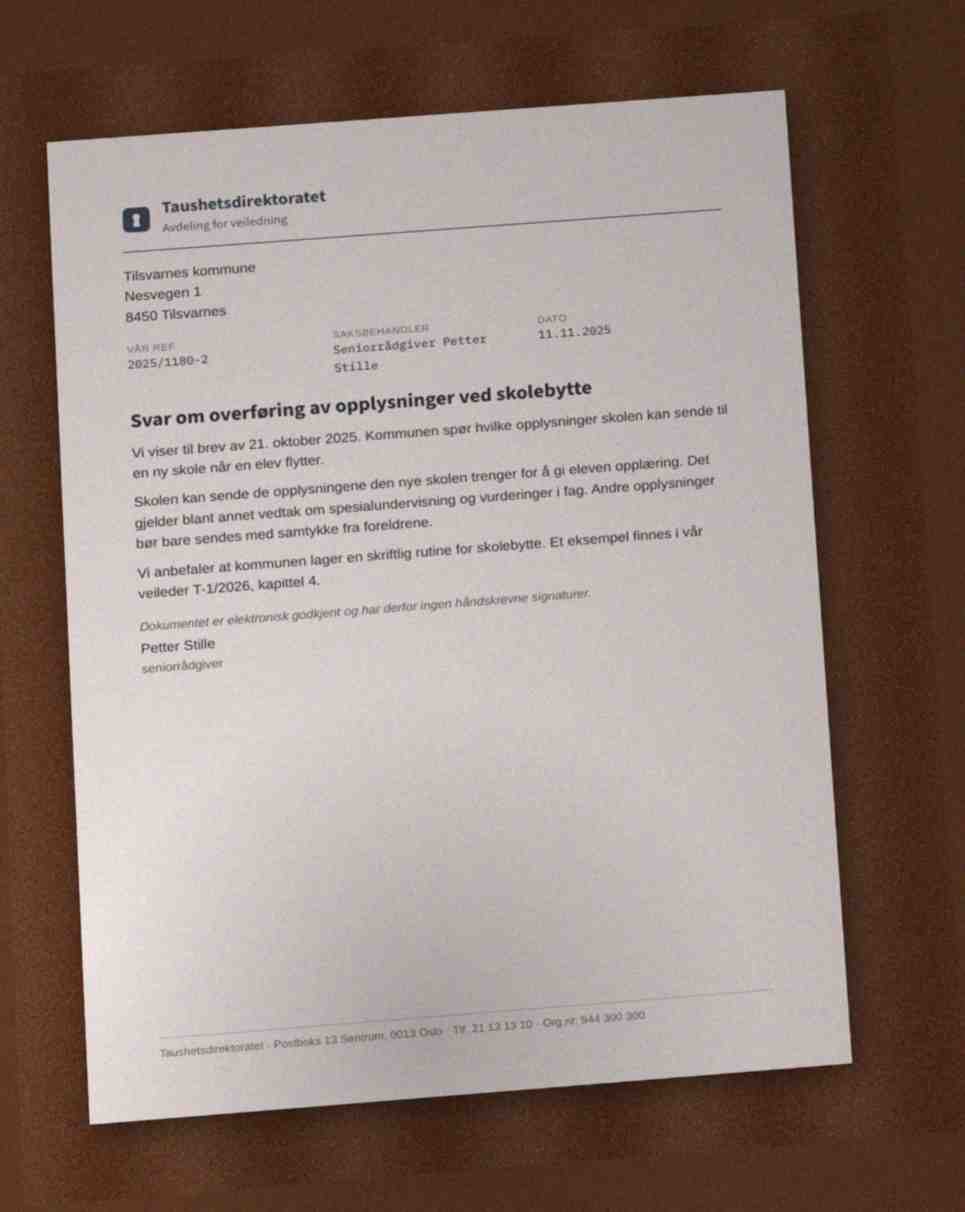 Taushetsdirektoratet
Avdeling for veiledning
Tilsvarnes kommune
Nesvegen 1
8450 Tilsvarnes
VÅR REF.
2025/1180-2
SAKSBEHANDLER
Seniorrådgiver Petter
Stille
DATO
11.11.2025
Svar om overføring av opplysninger ved skolebytte
Vi viser til brev av 21. oktober 2025. Kommunen spør hvilke opplysninger skolen kan sende til
en ny skole når en elev flytter.
Skolen kan sende de opplysningene den nye skolen trenger for å gi eleven opplæring. Det
gjelder blant annet vedtak om spesialundervisning og vurderinger i fag. Andre opplysninger
bør bare sendes med samtykke fra foreldrene.
Vi anbefaler at kommunen lager en skriftlig rutine for skolebytte. Et eksempel finnes i vår
veileder T-1/2026, kapittel 4.
Dokumentet er elektronisk godkjent og har derfor ingen håndskrevne signaturer.
Petter Stille
seniorrådgiver
Taushetsdirektoratet · Postboks 13 Sentrum, 0013 Oslo · Tlf. 21 13 13 10 · Org.nr. 944 300 300